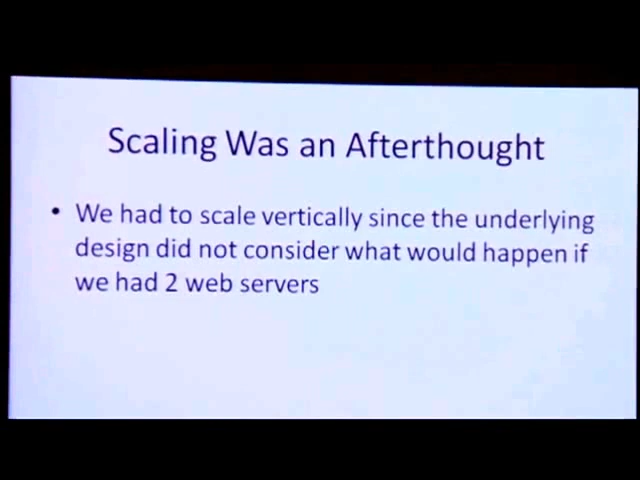 Scaling Was an Afterthought
• We had to scale vertically since the underlying
design did not consider what would happen if
we had 2 web servers